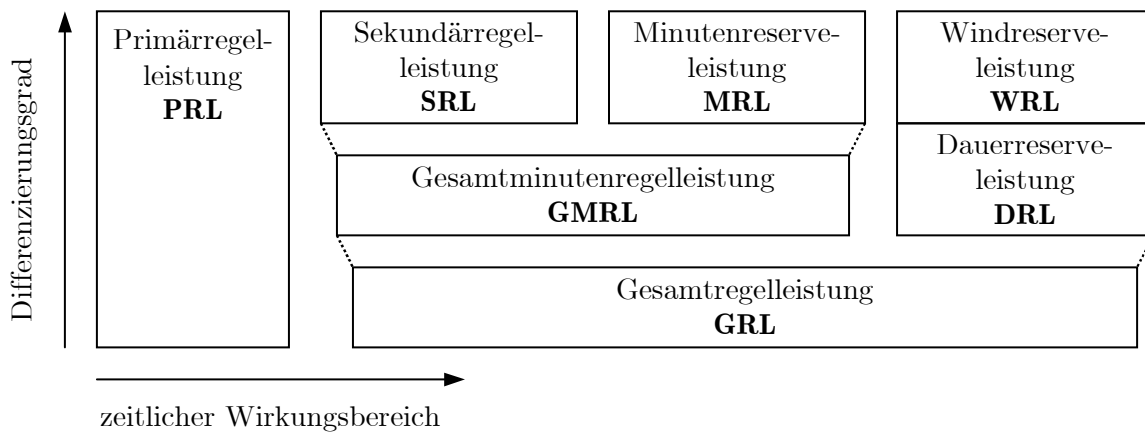 Differenzierungsgrad
Primärregel-
leistung
PRL
Sekundärregel-
leistung
SRL
Minutenreserve-
leistung
MRL
Windreserve-
leistung
WRL
Dauerreserve-
leistung
DRL
Gesamtminutenregelleistung
GMRL
Gesamtregelleistung
GRL
zeitlicher Wirkungsbereich